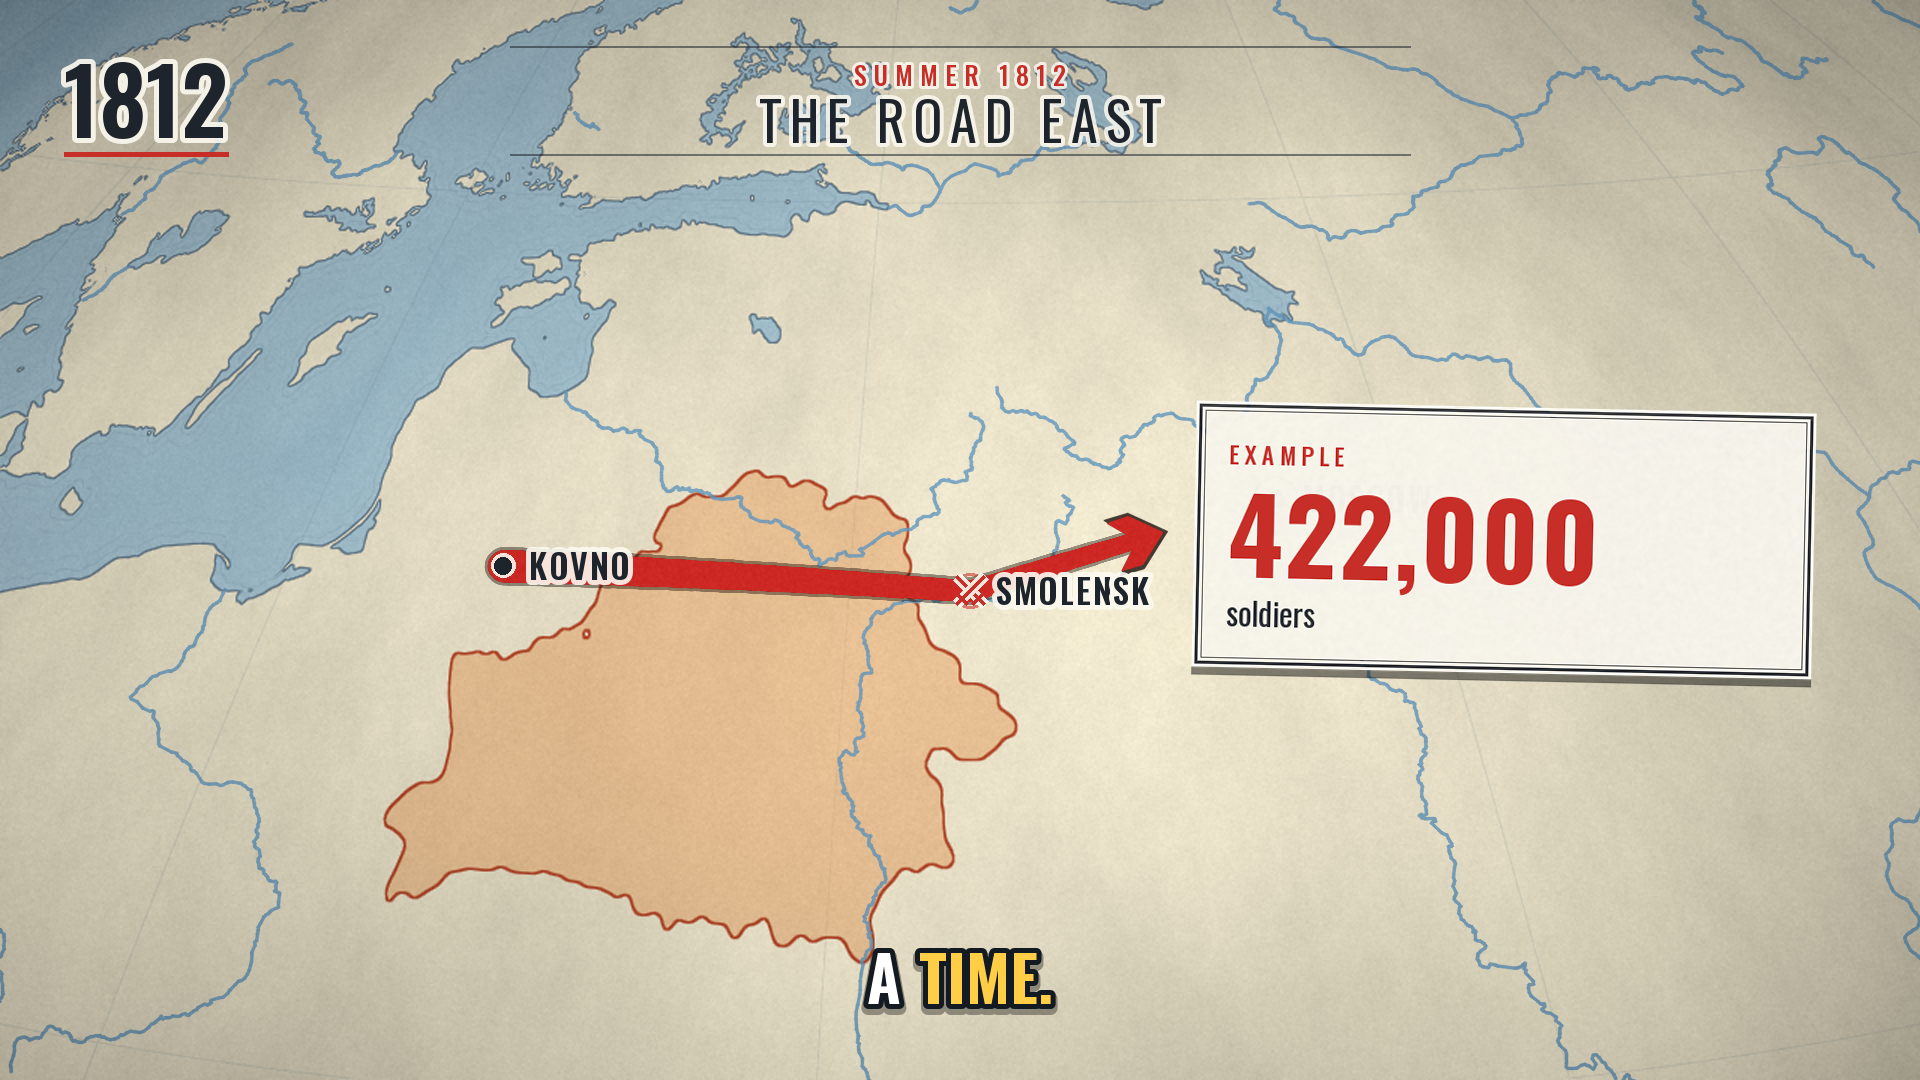 1812
SUMMER 1812
THE ROAD EAST
EXAMPLE
422,000
soldiers
KOVNO
SMOLENSK
A TIME.